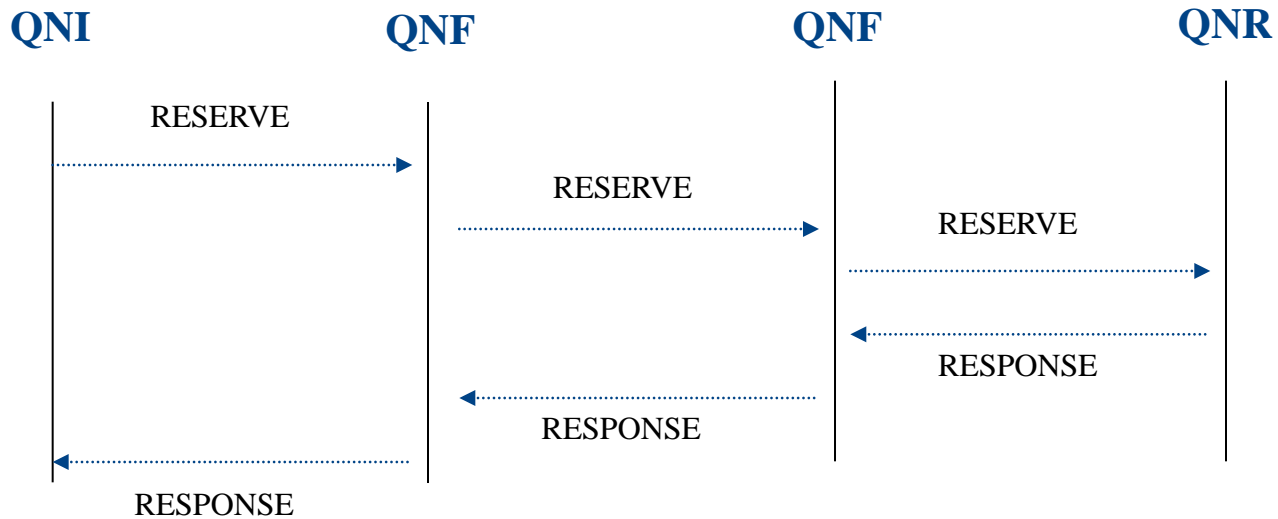 QNI QNF QNF QNR
RESERVE
RESERVE
RESERVE
RESPONSE
RESPONSE
RESPONSE